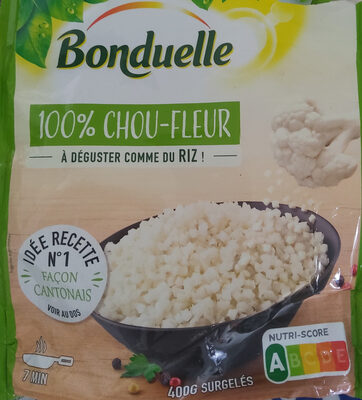 Bonduelle
100% CHOU-FLEUR
À DÉGUSTER COMME DU RIZ !
IDÉE RECETTE
N°1
FAÇON
CANTONAIS
VOIR AU DOS
7 MIN
400G SURGELÉS
NUTRI-SCORE
A B C D E